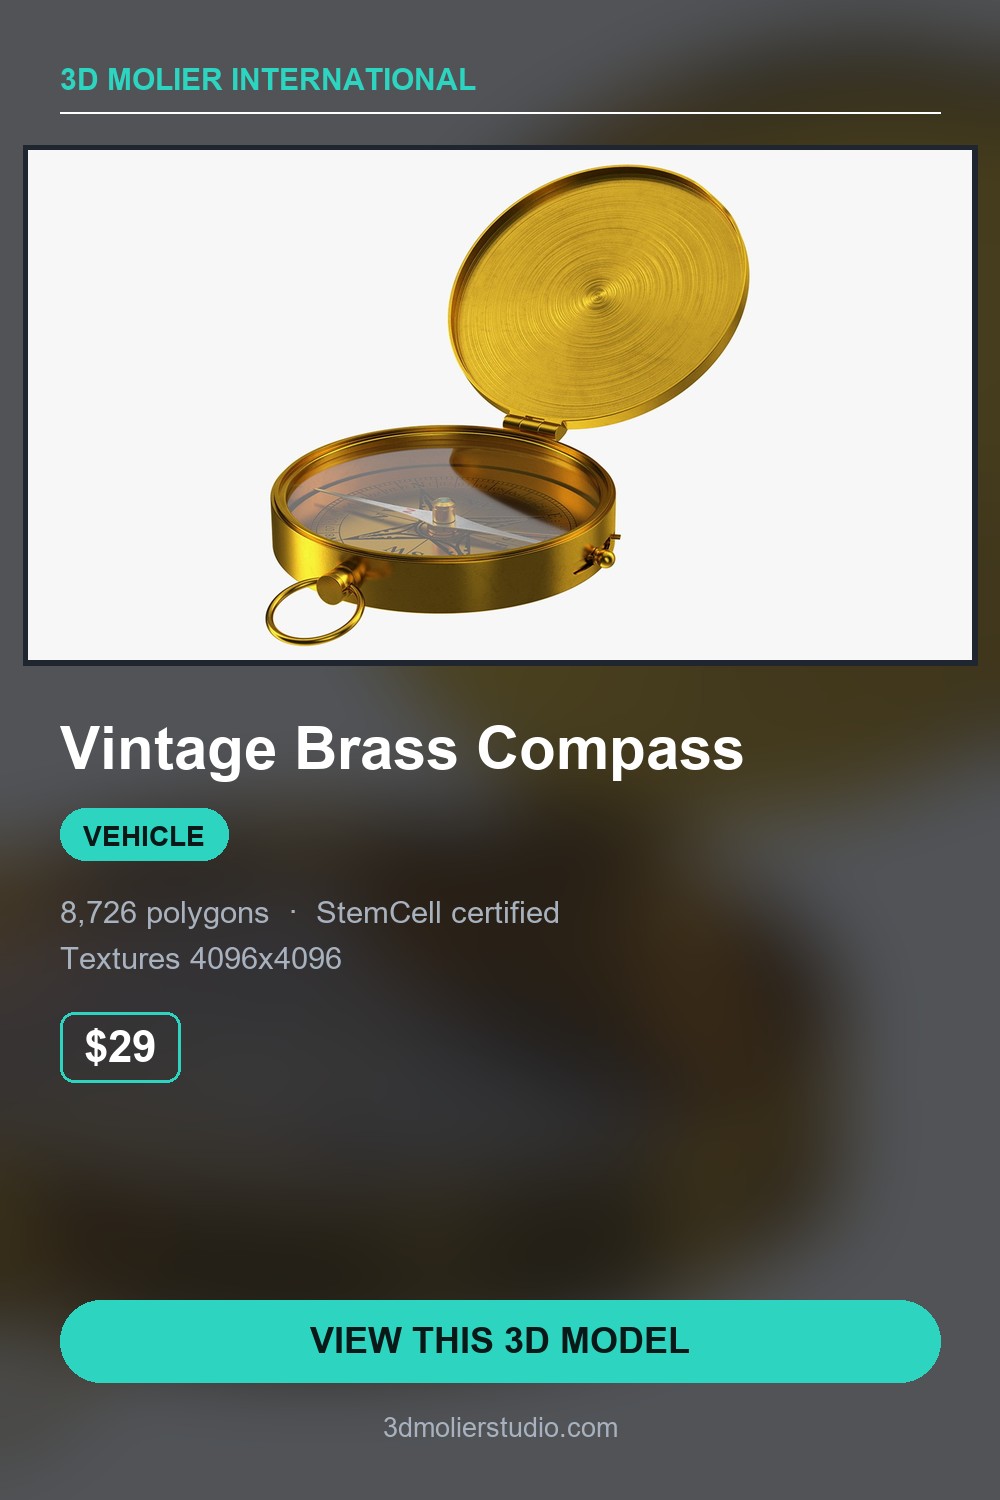 3D MOLIER INTERNATIONAL
Vintage Brass Compass
VEHICLE
8,726 polygons · StemCell certified
Textures 4096x4096
$29
VIEW THIS 3D MODEL
3dmolierstudio.com